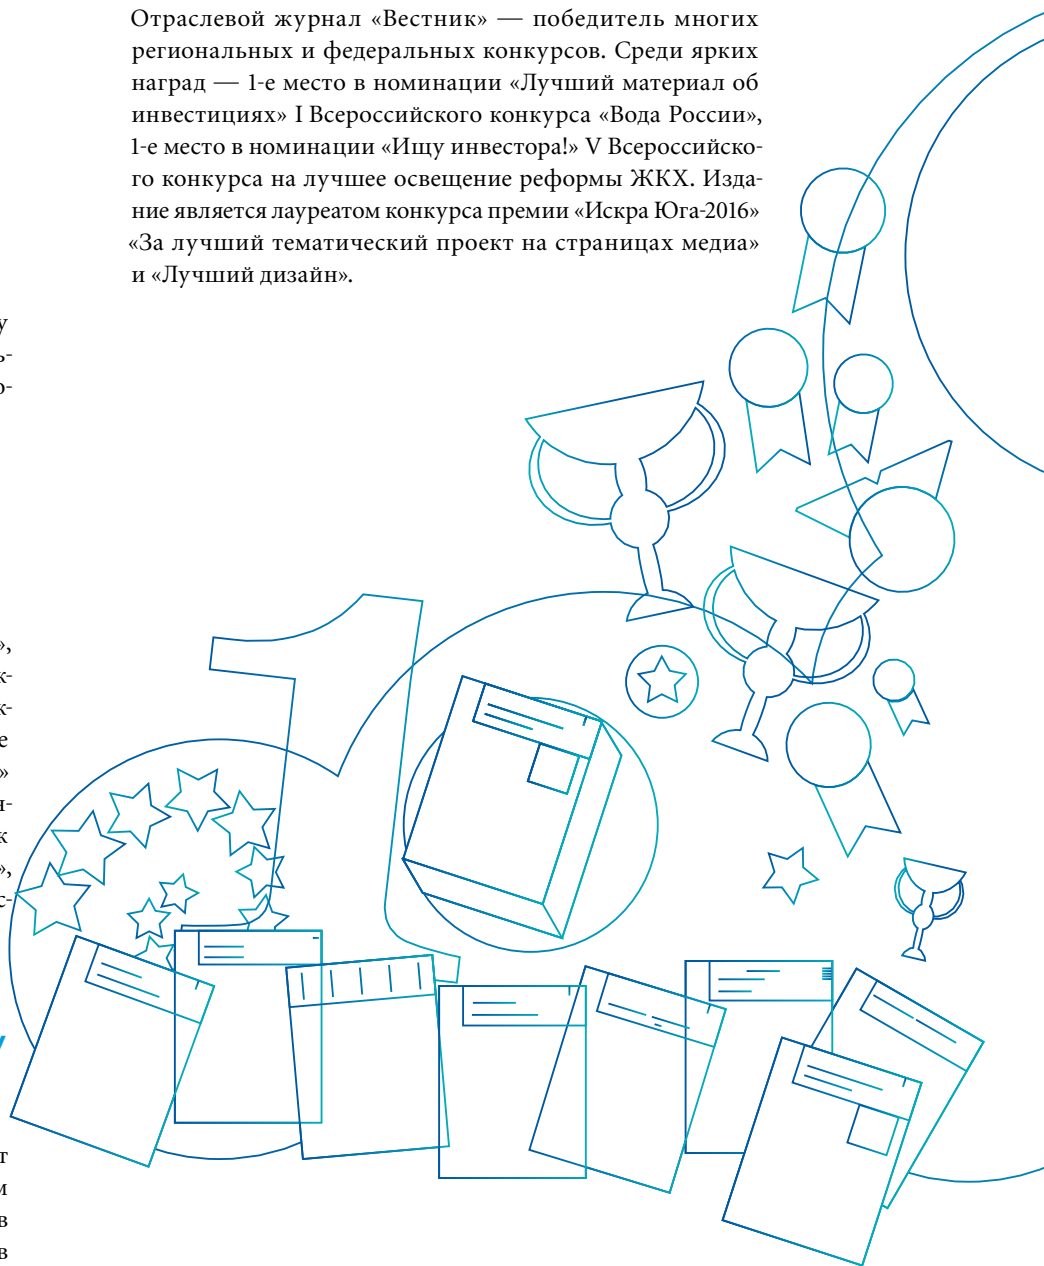 Отраслевой журнал «Вестник» — победитель многих
региональных и федеральных конкурсов. Среди ярких
наград — 1-е место в номинации «Лучший материал об
инвестициях» I Всероссийского конкурса «Вода России»,
1-е место в номинации «Ищу инвестора!» V Всероссийско-
го конкурса на лучшее освещение реформы ЖКХ. Изда-
ние является лауреатом конкурса премии «Искра Юга-2016»
«За лучший тематический проект на страницах медиа»
и «Лучший дизайн».